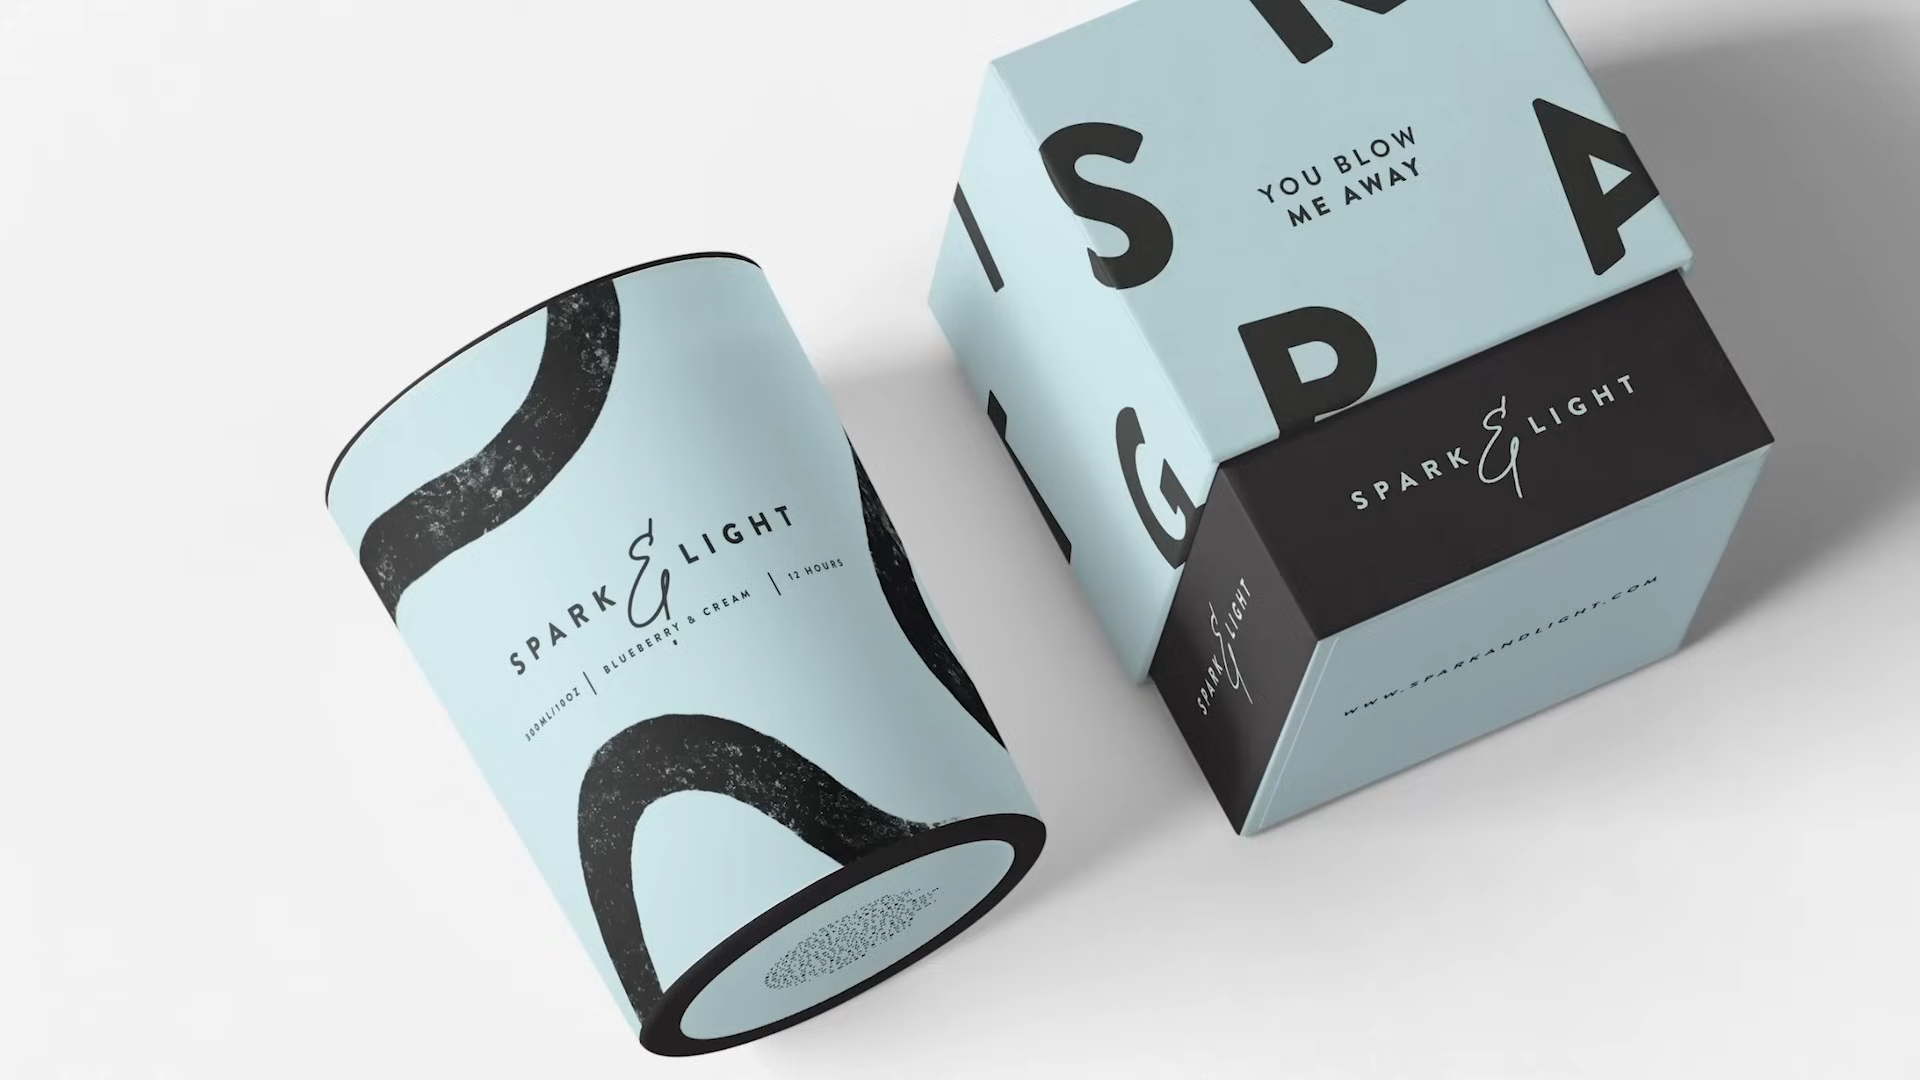 SPARK & LIGHT
300ML/10OZ | BLUEBERRY & CREAM | 12 HOURS
YOU BLOW
ME AWAY
S
A
I
G
R
SPARK & LIGHT
SPARK & LIGHT
WWW.SPARKANDLIGHT.COM